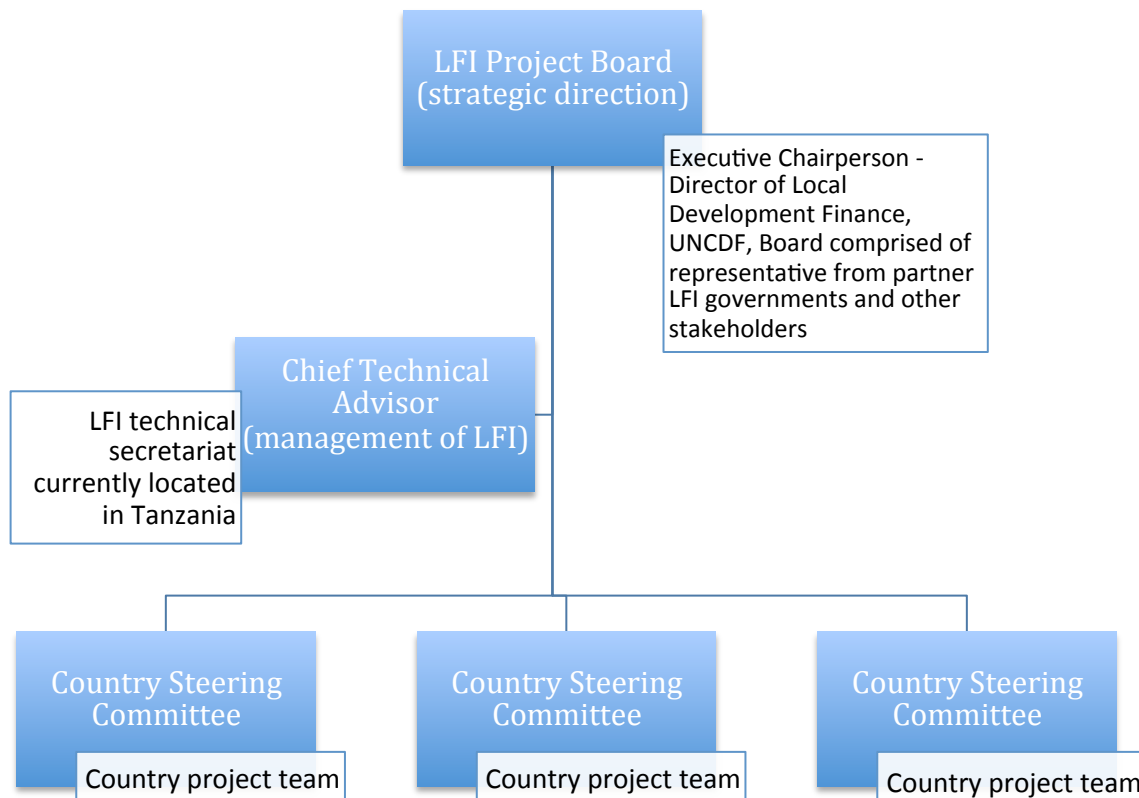 LFI Project Board
(strategic direction)
Executive Chairperson -
Director of Local
Development Finance,
UNCDF, Board comprised of
representative from partner
LFI governments and other
stakeholders
Chief Technical
Advisor
(management of LFI)
LFI technical
secretariat
currently located
in Tanzania
Country Steering
Committee
Country project team
Country Steering
Committee
Country project team
Country Steering
Committee
Country project team